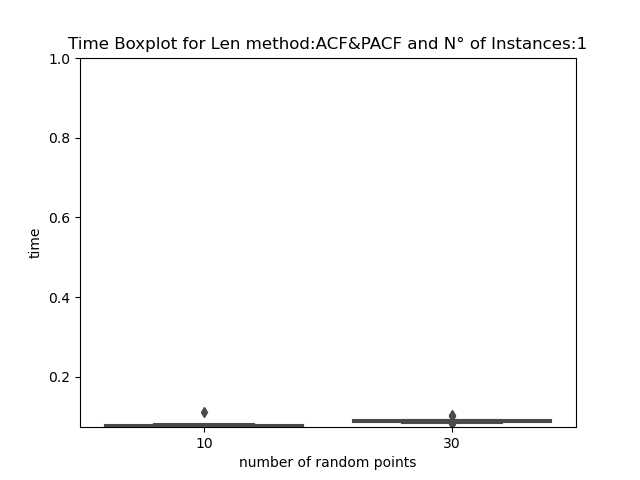 Time Boxplot for Len method:ACF&PACF and N° of Instances:1
1.0
0.8
0.6
0.4
0.2
time
10
30
number of random points